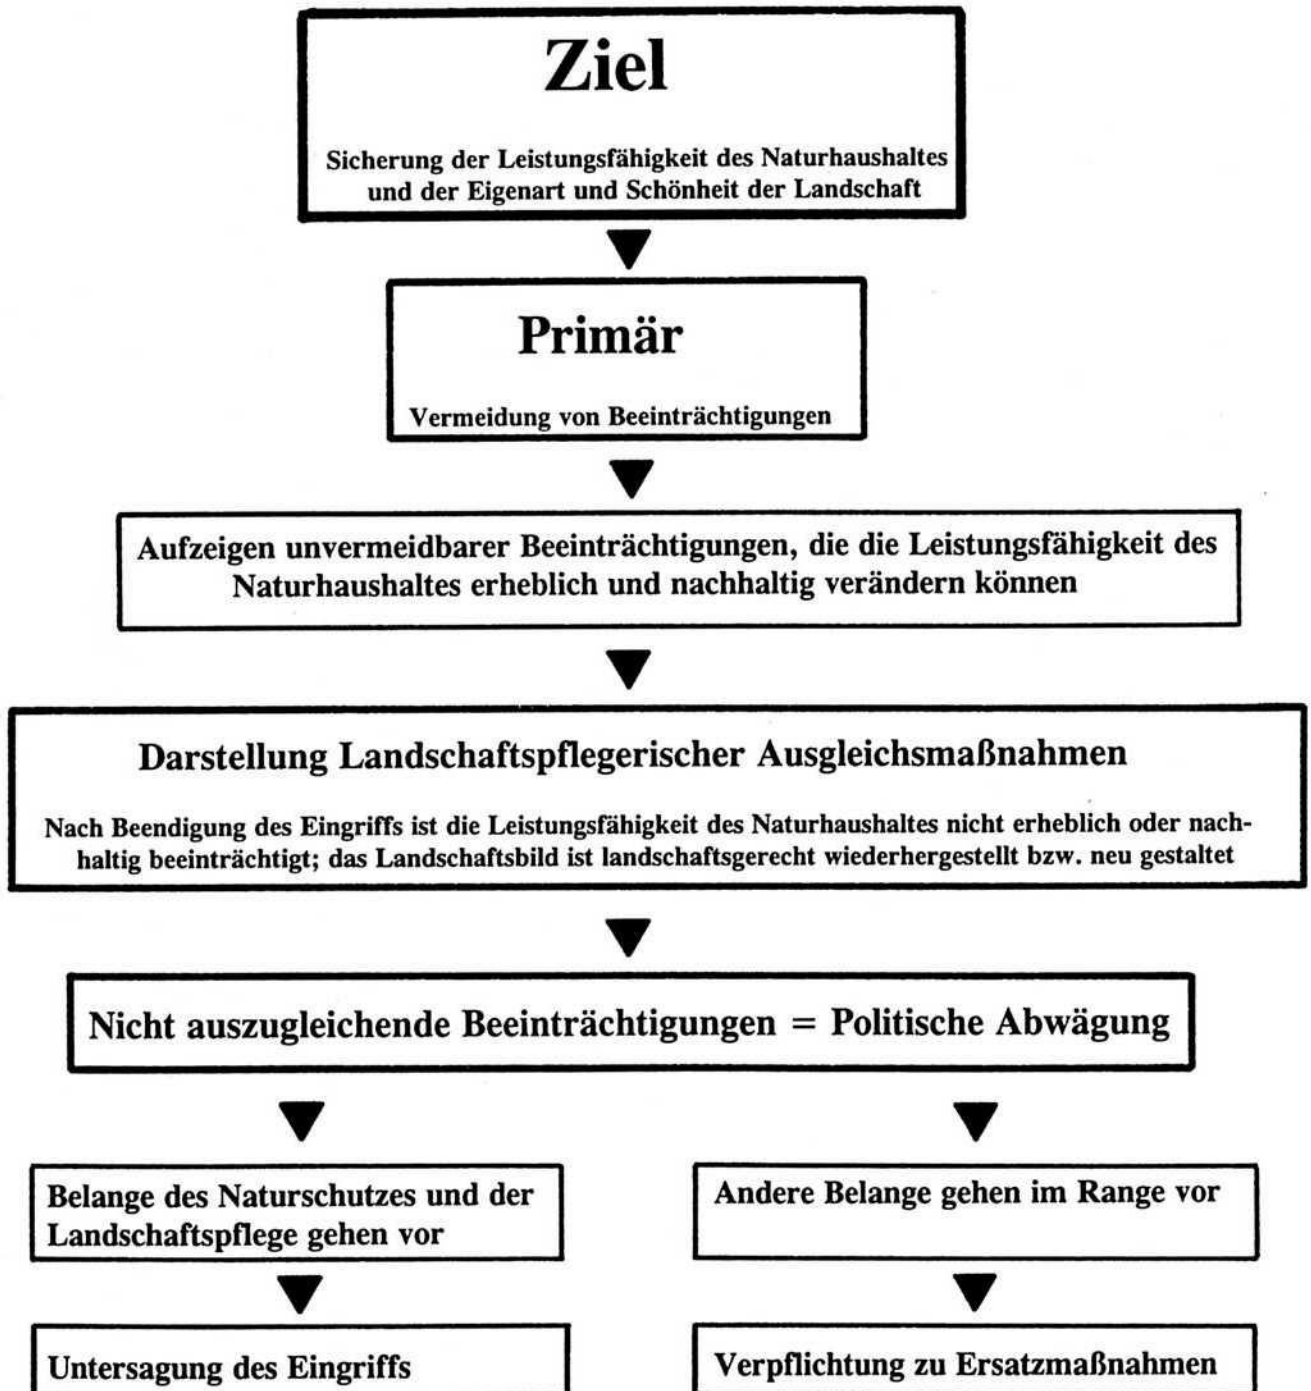 Ziel
Sicherung der Leistungsfähigkeit des Naturhaushaltes
und der Eigenart und Schönheit der Landschaft
Primär
Vermeidung von Beeinträchtigungen
Aufzeigen unvermeidbarer Beeinträchtigungen, die die Leistungsfähigkeit des
Naturhaushaltes erheblich und nachhaltig verändern können
Darstellung Landschaftspflegerischer Ausgleichsmaßnahmen
Nach Beendigung des Eingriffs ist die Leistungsfähigkeit des Naturhaushaltes nicht erheblich oder nach-
haltig beeinträchtigt; das Landschaftsbild ist landschaftsgerecht wiederhergestellt bzw. neu gestaltet
Nicht auszugleichende Beeinträchtigungen = Politische Abwägung
Belange des Naturschutzes und der
Landschaftspflege gehen vor
Andere Belange gehen im Range vor
Untersagung des Eingriffs
Verpflichtung zu Ersatzmaßnahmen